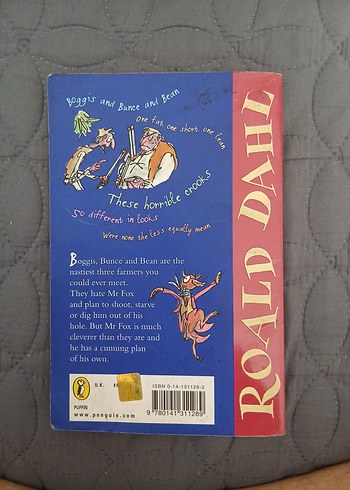 Boggis and Bunce and Bean
One fat one short one lean
These horrible crooks
So different in looks
Were none the less equally mean
Boggis, Bunce and Bean are the
nastiest three farmers you
could ever meet.
They hate Mr Fox
and plan to shoot, starve
or dig him out of his
hole. But Mr Fox is much
cleverer than they are and
he has a cunning plan
of his own.
ROALD DAHL
U.K.
PUFFIN
www.penguin.com
ISBN 0-14-131128-2
9 780141 311289